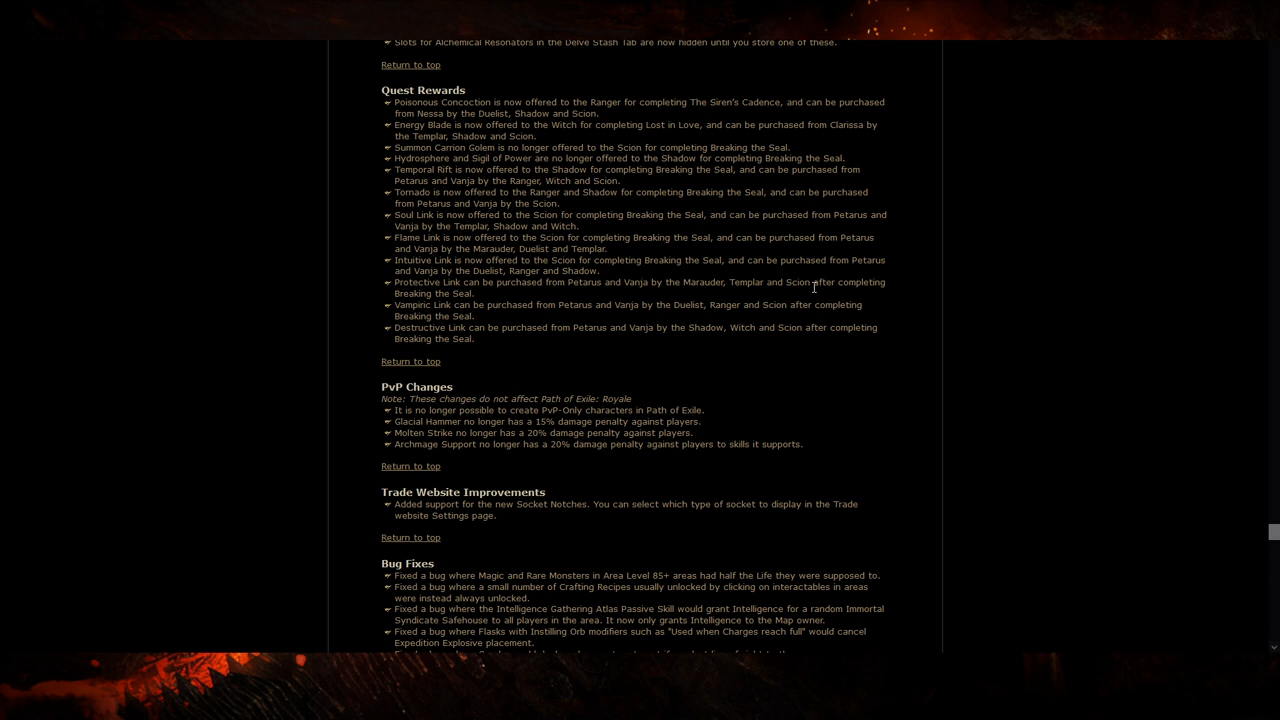 Slots for Alchemical Resonators in the Delve Stash Tab are now hidden until you store one of these.
Return to top
Quest Rewards
Poisonous Concoction is now offered to the Ranger for completing The Siren's Cadence, and can be purchased
from Nessa by the Duelist, Shadow and Scion.
Energy Blade is now offered to the Witch for completing Lost in Love, and can be purchased from Clarissa by
the Templar, Shadow and Scion.
Summon Carrion Golem is no longer offered to the Scion for completing Breaking the Seal.
Hydrosphere and Sigil of Power are no longer offered to the Shadow for completing Breaking the Seal.
Temporal Rift is now offered to the Shadow for completing Breaking the Seal, and can be purchased from
Petarus and Vanja by the Ranger, Witch and Scion.
Tornado is now offered to the Ranger and Shadow for completing Breaking the Seal, and can be purchased
from Petarus and Vanja by the Scion.
Soul Link is now offered to the Scion for completing Breaking the Seal, and can be purchased from Petarus and
Vanja by the Templar, Shadow and Witch.
Flame Link is now offered to the Scion for completing Breaking the Seal, and can be purchased from Petarus
and Vanja by the Marauder, Duelist and Templar.
Intuitive Link is now offered to the Scion for completing Breaking the Seal, and can be purchased from Petarus
and Vanja by the Duelist, Ranger and Shadow.
Protective Link can be purchased from Petarus and Vanja by the Marauder, Templar and Scion after completing
Breaking the Seal.
Vampiric Link can be purchased from Petarus and Vanja by the Duelist, Ranger and Scion after completing
Breaking the Seal.
Destructive Link can be purchased from Petarus and Vanja by the Shadow, Witch and Scion after completing
Breaking the Seal.
Return to top
PvP Changes
Note: These changes do not affect Path of Exile: Royale
It is no longer possible to create PvP-Only characters in Path of Exile.
Glacial Hammer no longer has a 15% damage penalty against players.
Molten Strike no longer has a 20% damage penalty against players.
Archmage Support no longer has a 20% damage penalty against players to skills it supports.
Return to top
Trade Website Improvements
Added support for the new Socket Notches. You can select which type of socket to display in the Trade
website Settings page.
Return to top
Bug Fixes
Fixed a bug where Magic and Rare Monsters in Area Level 85+ areas had half the Life they were supposed to.
Fixed a bug where a small number of Crafting Recipes usually unlocked by clicking on interactables in areas
were instead always unlocked.
Fixed a bug where the Intelligence Gathering Atlas Passive Skill would grant Intelligence for a random Immortal
Syndicate Safehouse to all players in the area. It now only grants Intelligence to the Map owner.
Fixed a bug where Flasks with Instilling Orb modifiers such as "Used when Charges reach full" would cancel
Expedition Explosive placement.